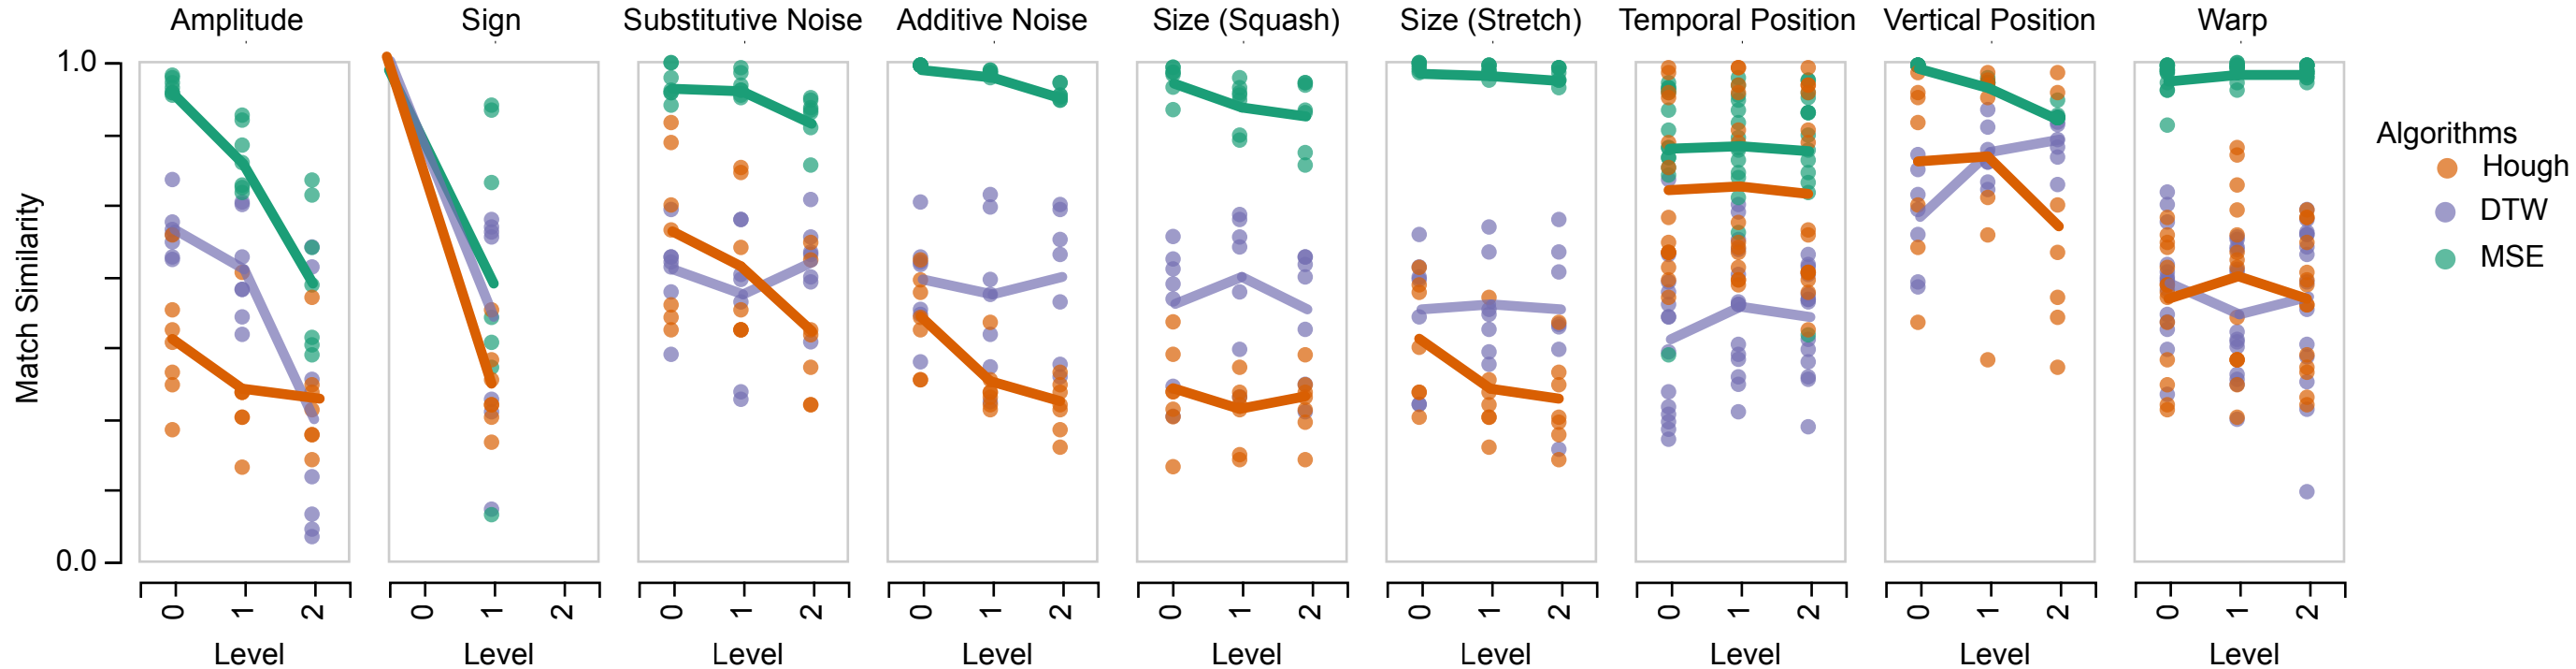 Amplitude Sign Substitutive Noise Additive Noise Size (Squash) Size (Stretch) Temporal Position Vertical Position Warp
1.0
Match Similarity
0.0
Algorithms
Hough
DTW
MSE
0 1 2 0 1 2 0 1 2 0 1 2 0 1 2 0 1 2 0 1 2 0 1 2 0 1 2
Level Level Level Level Level Level Level Level Level